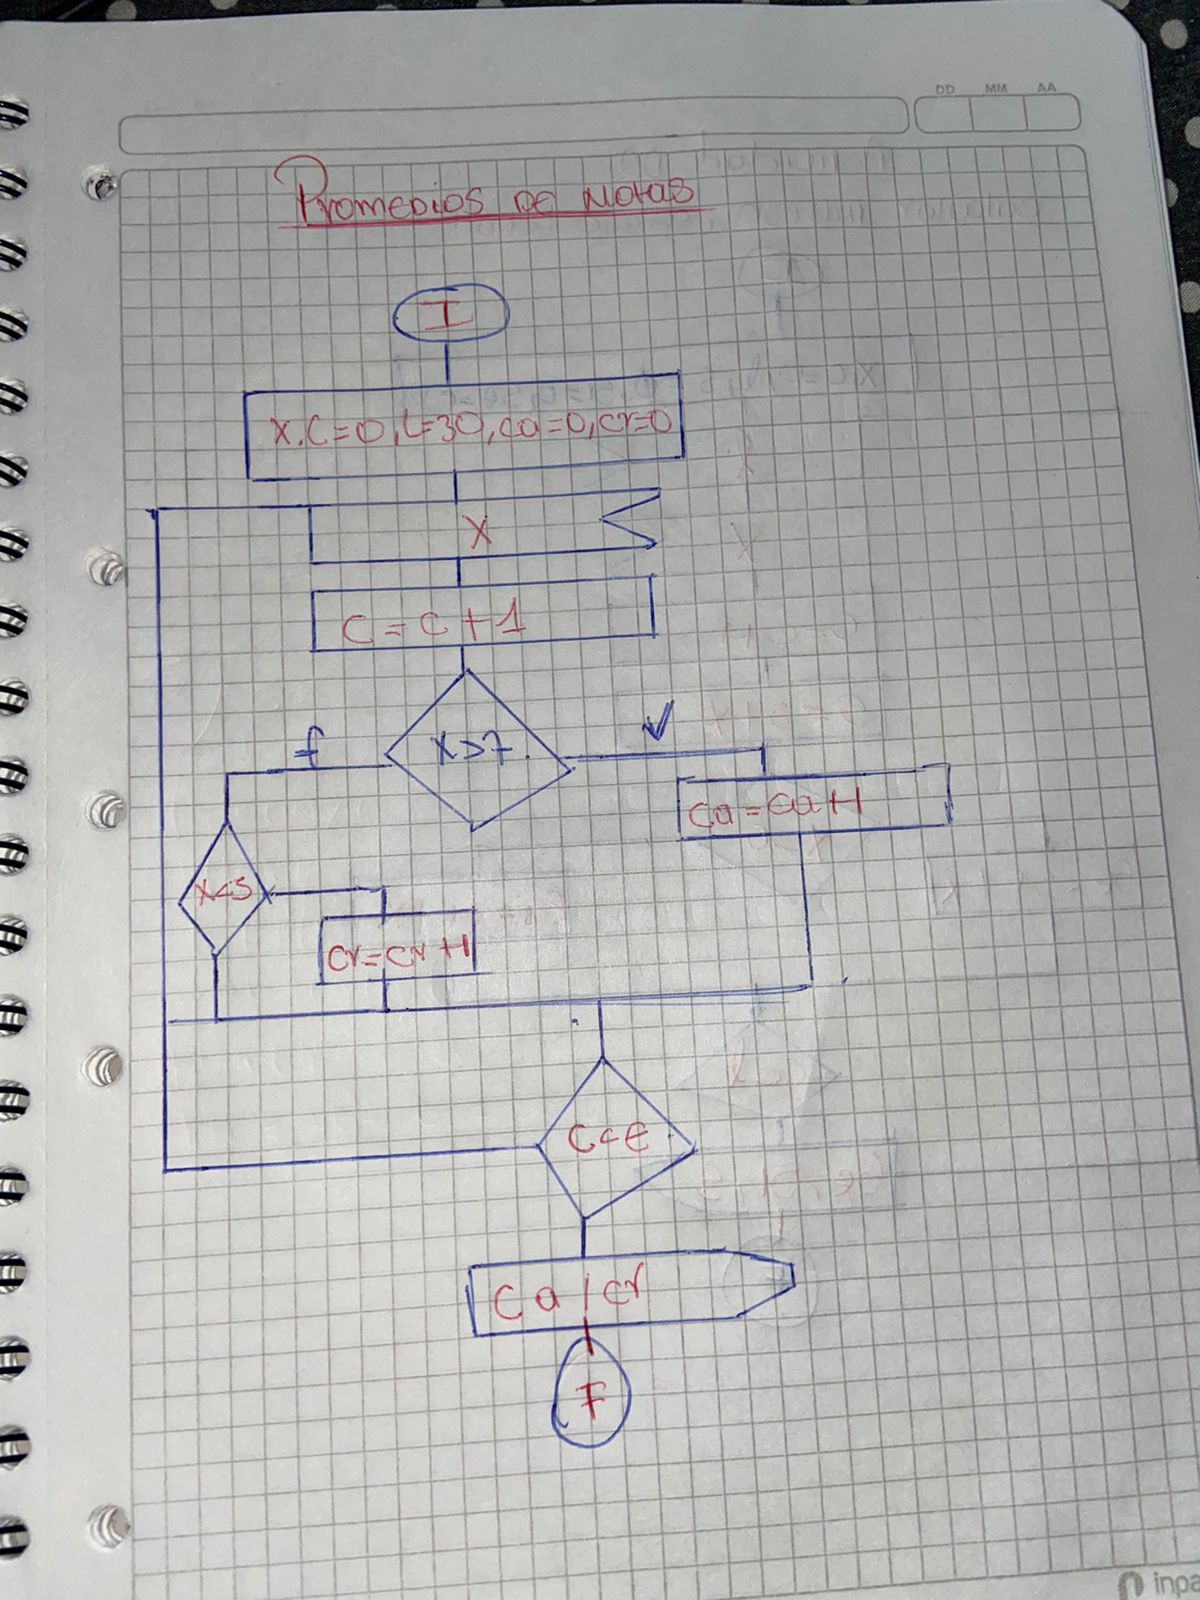 DD MM AA
Promedios de Notas
I
X.C=0, L=30, ca=0, cr=0
X
C=C+1
X>7.
f
ca=ca+1
X<5
cr=cr+1
ca/cr
F
inpa